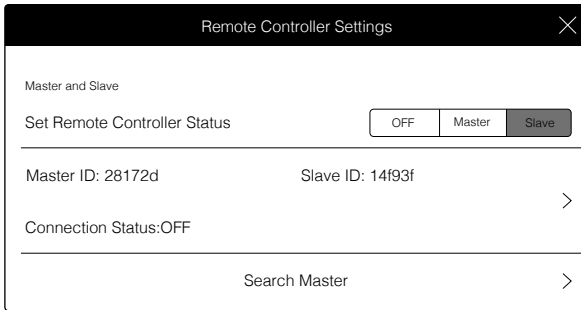 Remote Controller Settings
Master and Slave
Set Remote Controller Status OFF Master Slave
Master ID: 28172d Slave ID: 14f93f
Connection Status:OFF
Search Master